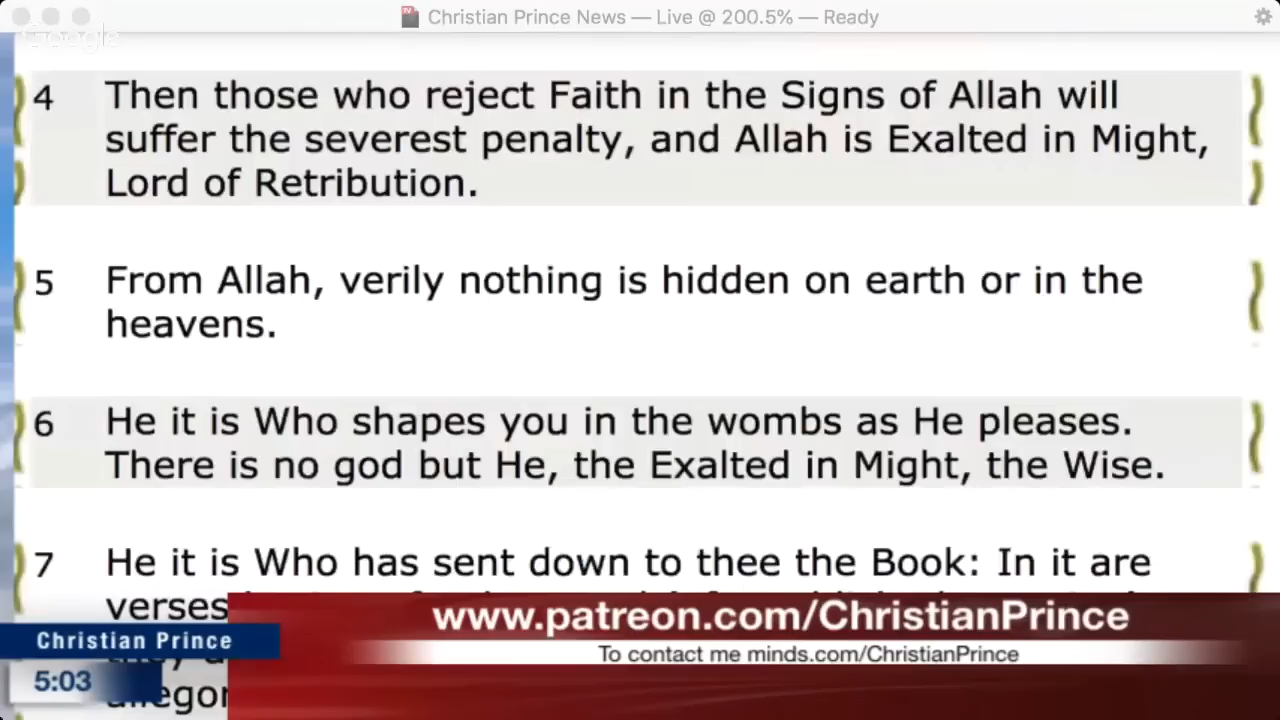 Christian Prince News — Live @ 200.5% — Ready
Google
4 Then those who reject Faith in the Signs of Allah will
suffer the severest penalty, and Allah is Exalted in Might,
Lord of Retribution.
5 From Allah, verily nothing is hidden on earth or in the
heavens.
6 He it is Who shapes you in the wombs as He pleases.
There is no god but He, the Exalted in Might, the Wise.
7 He it is Who has sent down to thee the Book: In it are
verses
www.patreon.com/ChristianPrince
Christian Prince
To contact me minds.com/ChristianPrince
5:03